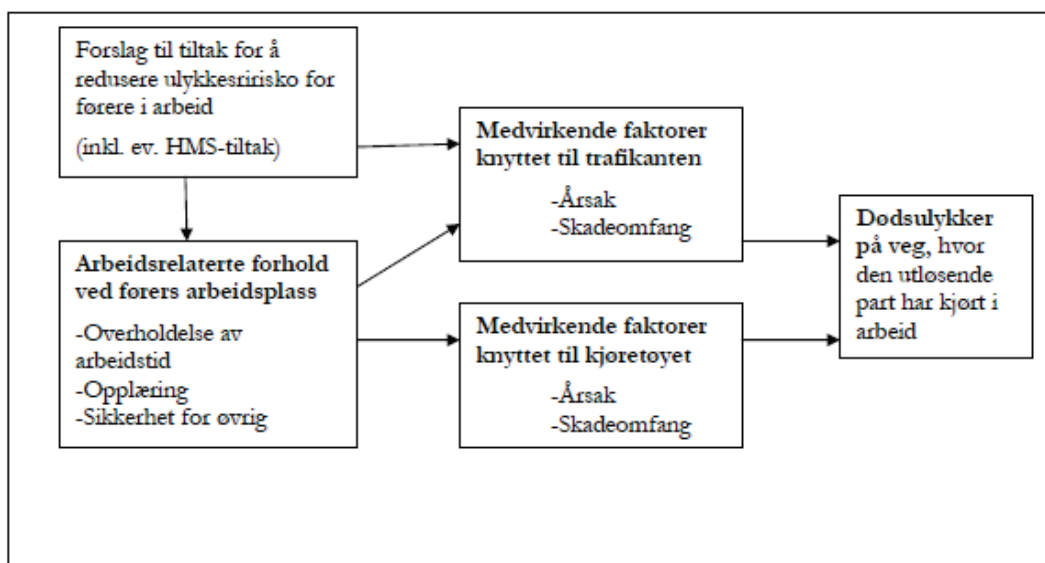 Forslag til tiltak for å
redusere ulykkesririsiko for
førere i arbeid
(inkl. ev. HMS-tiltak)
Arbeidsrelaterte forhold
ved førers arbeidsplass
-Overholdelse av
arbeidstid
-Opplæring
-Sikkerhet for øvrig
Medvirkende faktorer
knyttet til trafikanten
-Årsak
-Skadeomfang
Medvirkende faktorer
knyttet til kjøretøyet
-Årsak
-Skadeomfang
Dødsulykker
på veg, hvor
den utløsende
part har kjørt i
arbeid